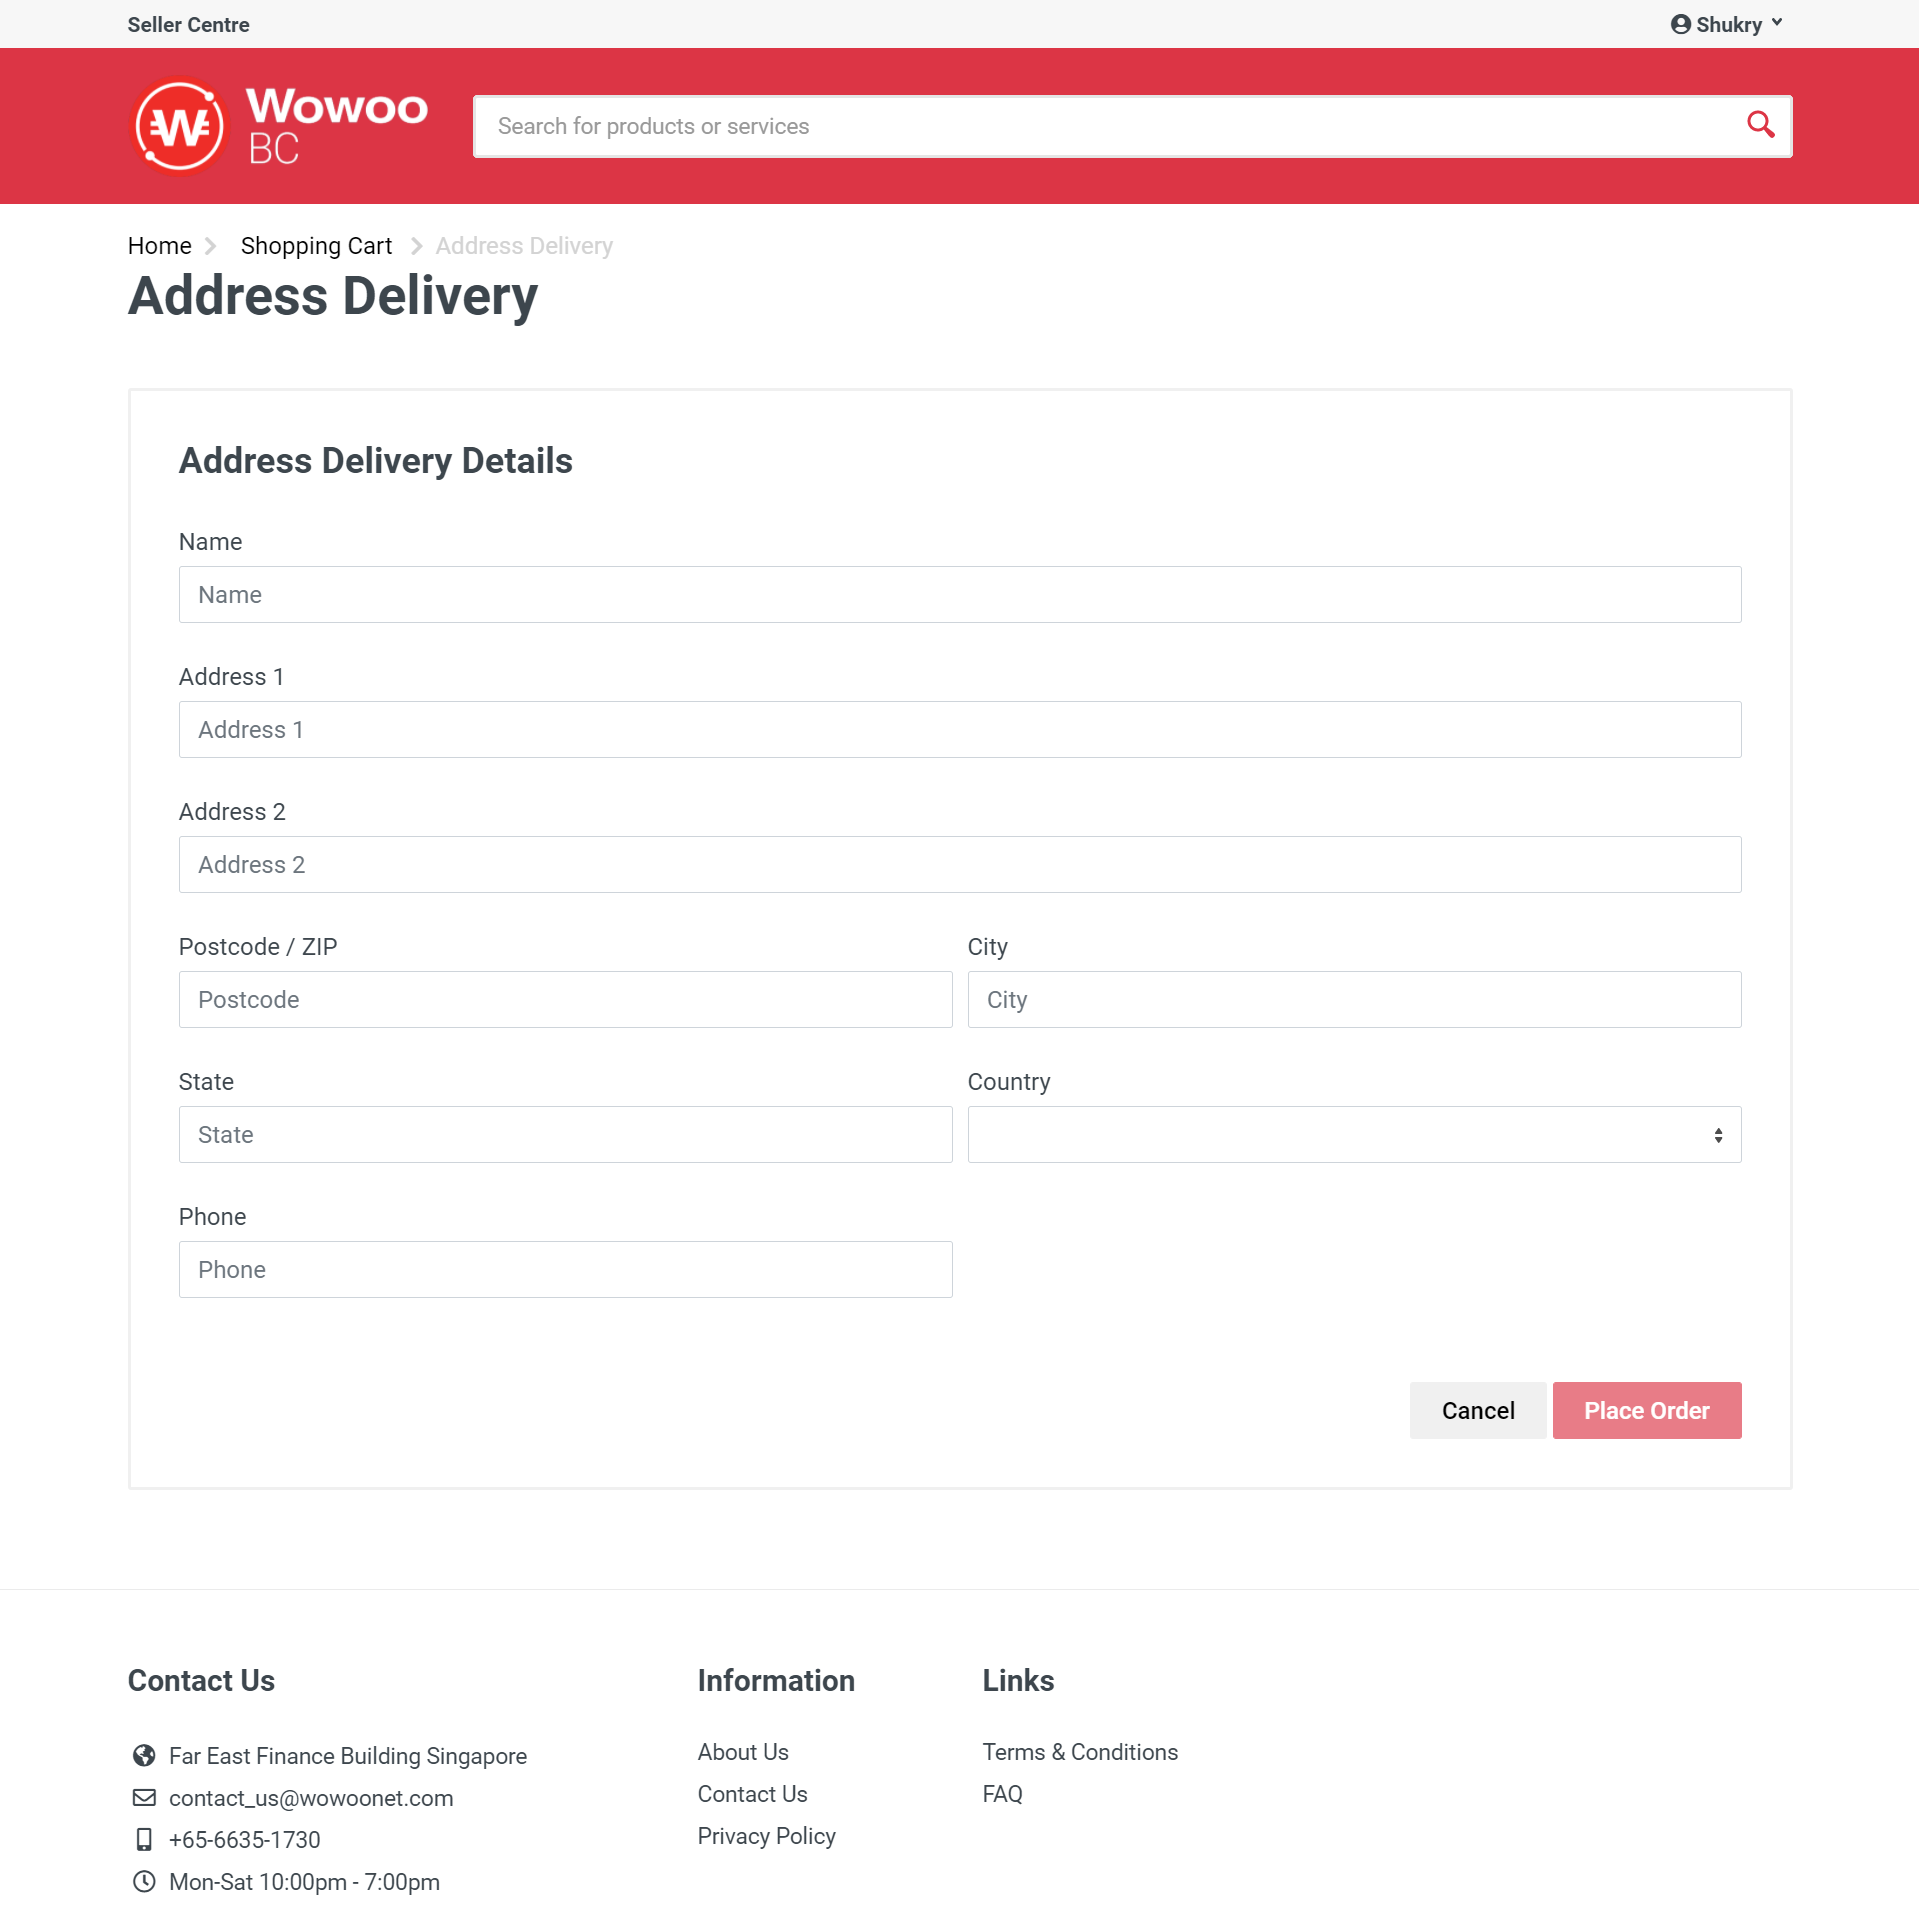 Seller Centre
Shukry
W
Wowoo
BC
Search for products or services
Home
Shopping Cart
Address Delivery
Address Delivery
Address Delivery Details
Name
Name
Address 1
Address 1
Address 2
Address 2
Postcode / ZIP
City
Postcode
City
State
Country
State
Phone
Phone
Cancel
Place Order
Contact Us
Information
Links
Far East Finance Building Singapore
About Us
Terms & Conditions
contact_us@wowoonet.com
Contact Us
FAQ
+65-6635-1730
Privacy Policy
Mon-Sat 10:00pm - 7:00pm